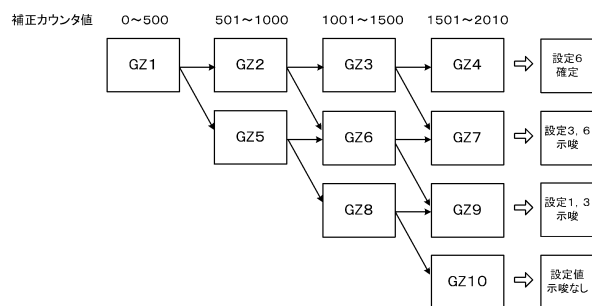 補正カウンタ値 0～500 501～1000 1001～1500 1501～2010
GZ1 GZ2 GZ3 GZ4 設定6
確定
GZ5 GZ6 GZ7 設定3,6
示唆
GZ8 GZ9 設定1,3
示唆
GZ10 設定値
示唆なし